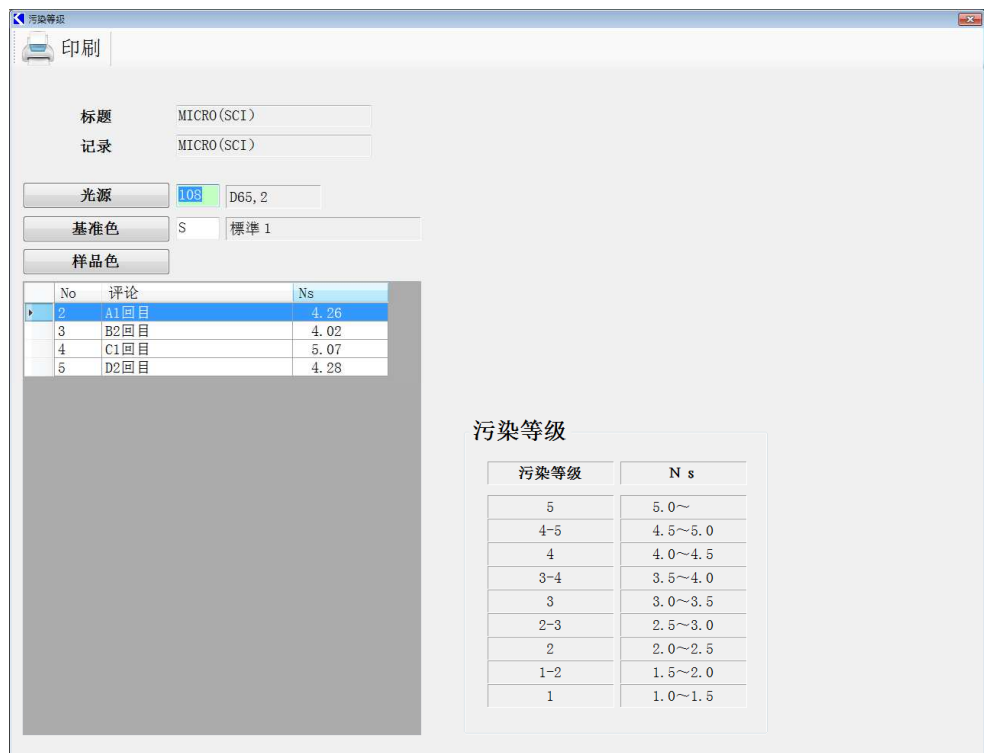 污染等级
印刷
标题 MICRO(SCI)
记录 MICRO(SCI)
光源 108 D65,2
基准色 S 標準1
样品色
No 评论 Ns
2 A1回目 4.26
3 B2回目 4.02
4 C1回目 5.07
5 D2回目 4.28
污染等级
污染等级 N s
5 5.0～
4-5 4.5～5.0
4 4.0～4.5
3-4 3.5～4.0
3 3.0～3.5
2-3 2.5～3.0
2 2.0～2.5
1-2 1.5～2.0
1 1.0～1.5